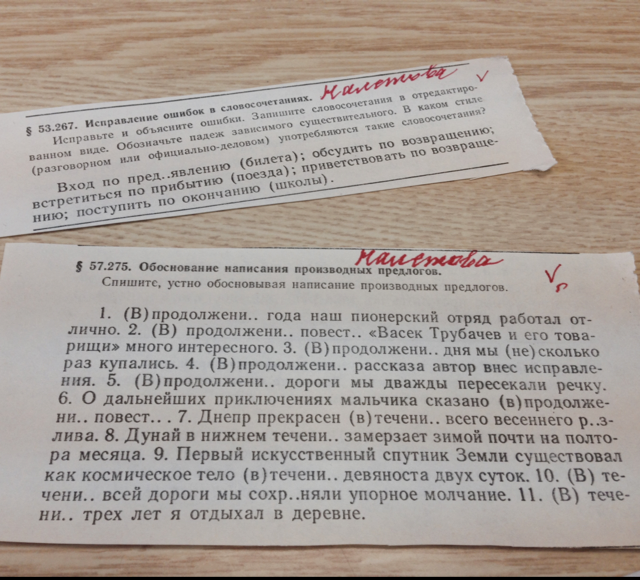 § 53.267. Исправление ошибок в словосочетаниях. Налетова V
Исправьте и объясните ошибки. Запишите словосочетания в отредактиро-
ванном виде. Обозначьте падеж зависимого существительного. В каком стиле
(разговорном или официально-деловом) употребляются такие словосочетания?
Вход по пред..явлению (билета); обсудить по возвращению;
встретиться по прибытию (поезда); приветствовать по возвраще-
нию; поступить по окончанию (школы).
Налетова V
§ 57.275. Обоснование написания производных предлогов.
Спишите, устно обосновывая написание производных предлогов.
1. (В)продолжени.. года наш пионерский отряд работал от-
лично. 2. (В) продолжени.. повест.. «Васек Трубачев и его това-
рищи» много интересного. 3. (В)продолжени.. дня мы (не)сколько
раз купались. 4. (В)продолжени.. рассказа автор внес исправле-
ния. 5. (В)продолжени.. дороги мы дважды пересекали речку.
6. О дальнейших приключениях мальчика сказано (в)продолже-
ни.. повест... 7. Днепр прекрасен (в)течени.. всего весеннего р..з-
лива. 8. Дунай в нижнем течени.. замерзает зимой почти на полто-
ра месяца. 9. Первый искусственный спутник Земли существовал
как космическое тело (в)течени.. девяноста двух суток. 10. (В) те-
чени.. всей дороги мы сохр..няли упорное молчание. 11. (В) тече-
ни.. трех лет я отдыхал в деревне.